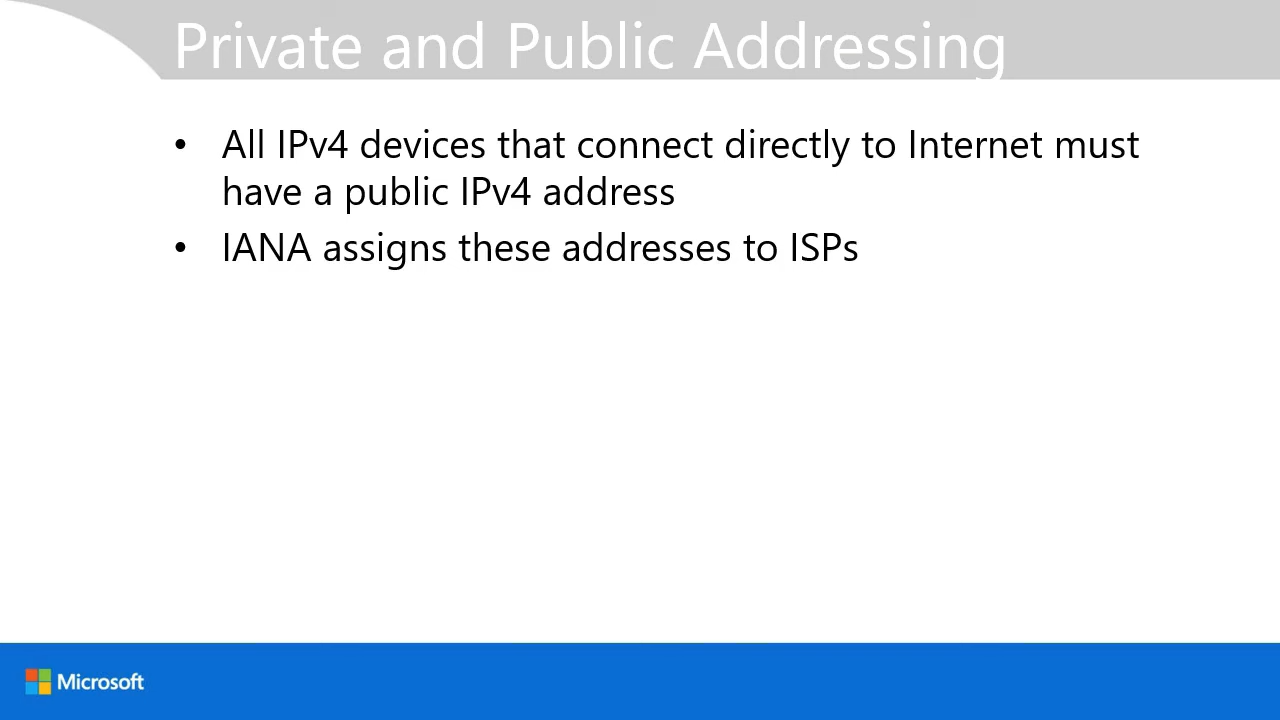 Private and Public Addressing
• All IPv4 devices that connect directly to Internet must
have a public IPv4 address
• IANA assigns these addresses to ISPs
Microsoft